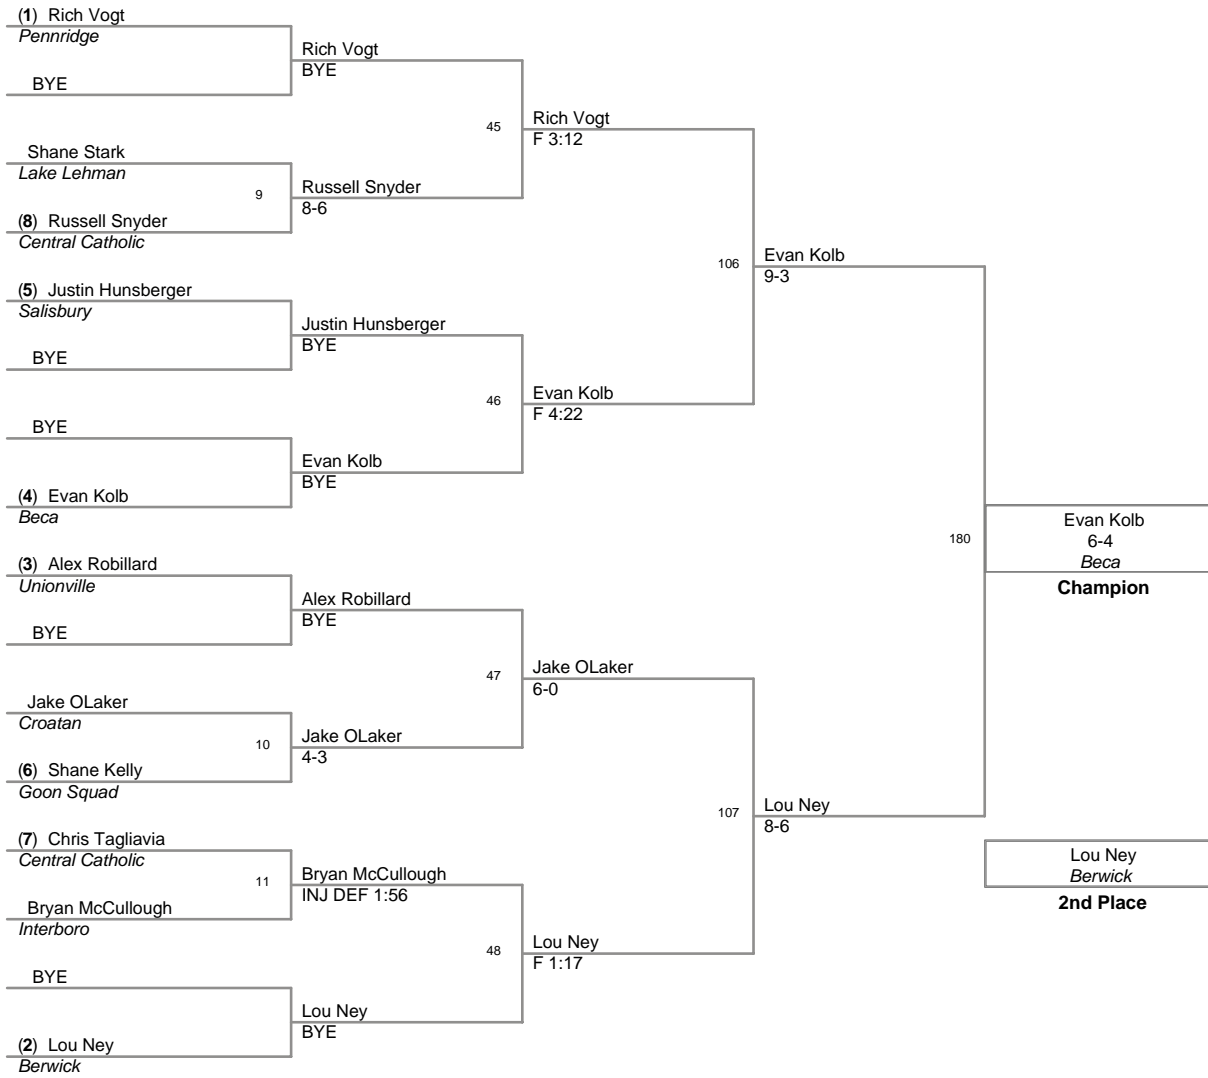 (1) Rich Vogt
Pennridge
BYE
Shane Stark
Lake Lehman
9
(8) Russell Snyder
Central Catholic
(5) Justin Hunsberger
Salisbury
BYE
BYE
(4) Evan Kolb
Beca
(3) Alex Robillard
Unionville
BYE
Jake OLaker
Croatan
10
(6) Shane Kelly
Goon Squad
(7) Chris Tagliavia
Central Catholic
11
Bryan McCullough
Interboro
BYE
(2) Lou Ney
Berwick
Rich Vogt
BYE
45
Russell Snyder
8-6
Justin Hunsberger
BYE
46
Evan Kolb
BYE
Alex Robillard
BYE
47
Jake OLaker
4-3
Bryan McCullough
INJ DEF 1:56
48
Lou Ney
BYE
Rich Vogt
F 3:12
106
Evan Kolb
F 4:22
Jake OLaker
6-0
107
Lou Ney
F 1:17
Evan Kolb
9-3
180
Lou Ney
8-6
Evan Kolb
6-4
Beca
Champion
Lou Ney
Berwick
2nd Place